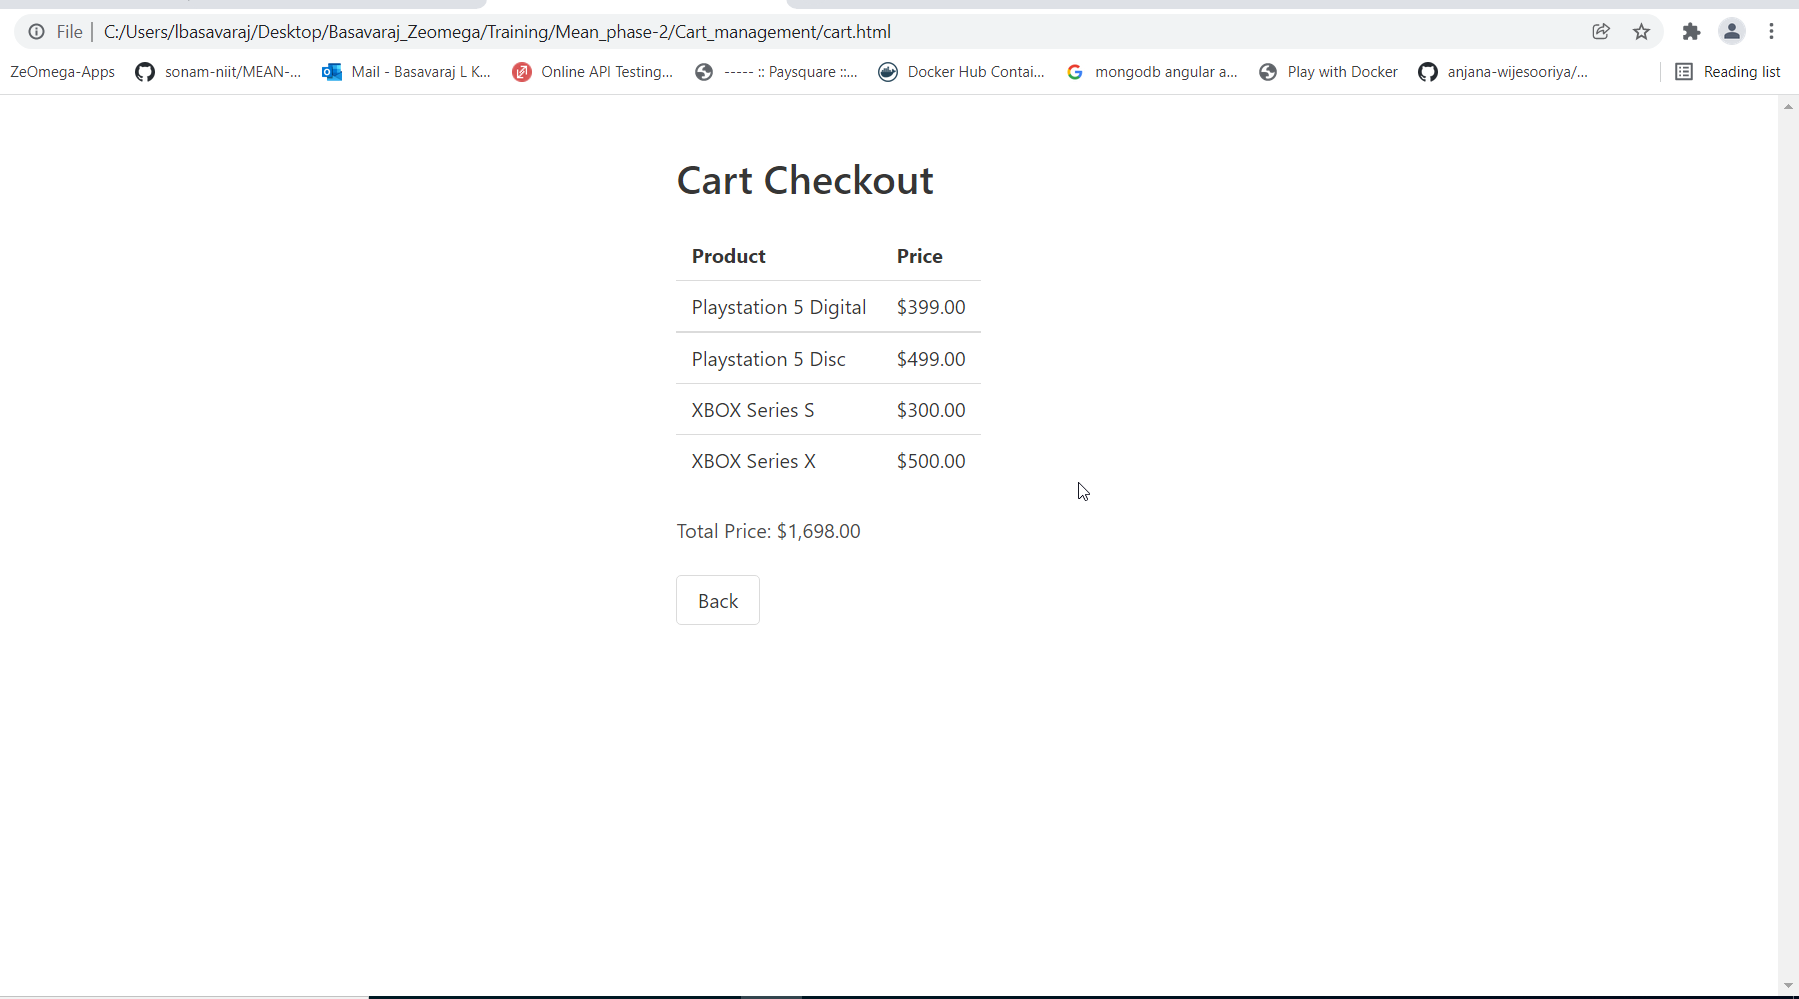 File | C:/Users/lbasavaraj/Desktop/Basavaraj_Zeomega/Training/Mean_phase-2/Cart_management/cart.html
ZeOmega-Apps sonam-niit/MEAN-... Mail - Basavaraj L K... Online API Testing... ----- :: Paysquare ::... Docker Hub Contai... mongodb angular a... Play with Docker anjana-wijesooriya/... Reading list
Cart Checkout
Product Price
Playstation 5 Digital $399.00
Playstation 5 Disc $499.00
XBOX Series S $300.00
XBOX Series X $500.00
Total Price: $1,698.00
Back